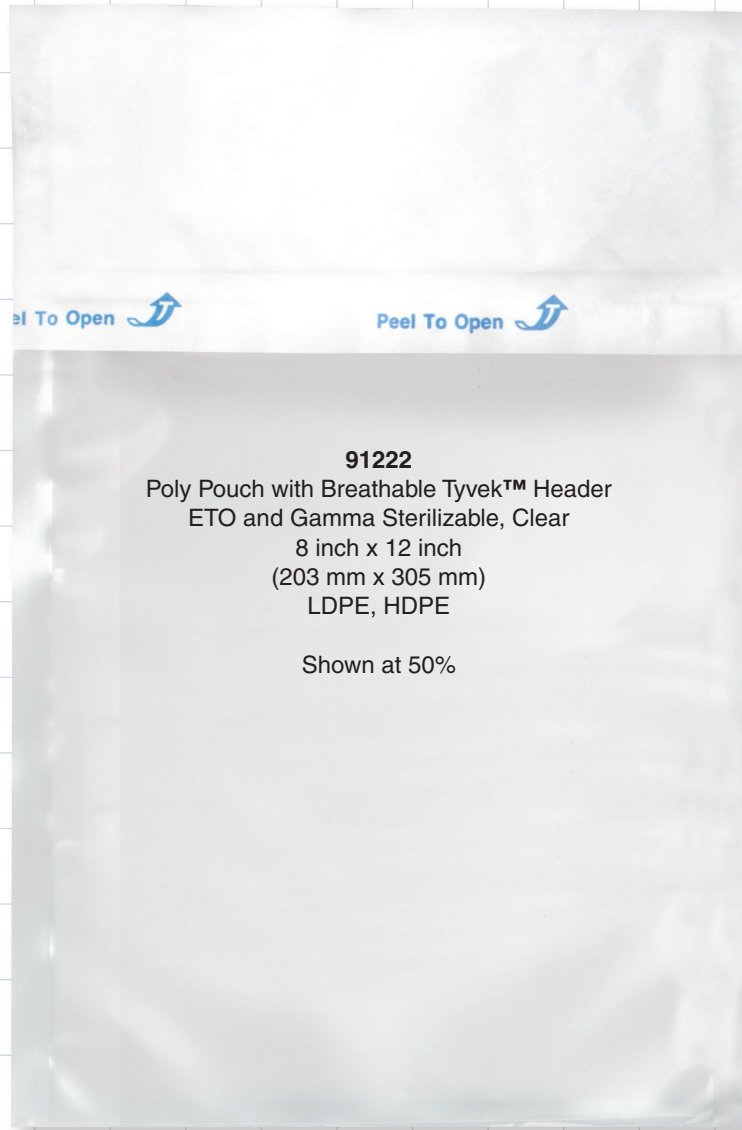 el To Open
Peel To Open
91222
Poly Pouch with Breathable Tyvek™ Header
ETO and Gamma Sterilizable, Clear
8 inch x 12 inch
(203 mm x 305 mm)
LDPE, HDPE
Shown at 50%